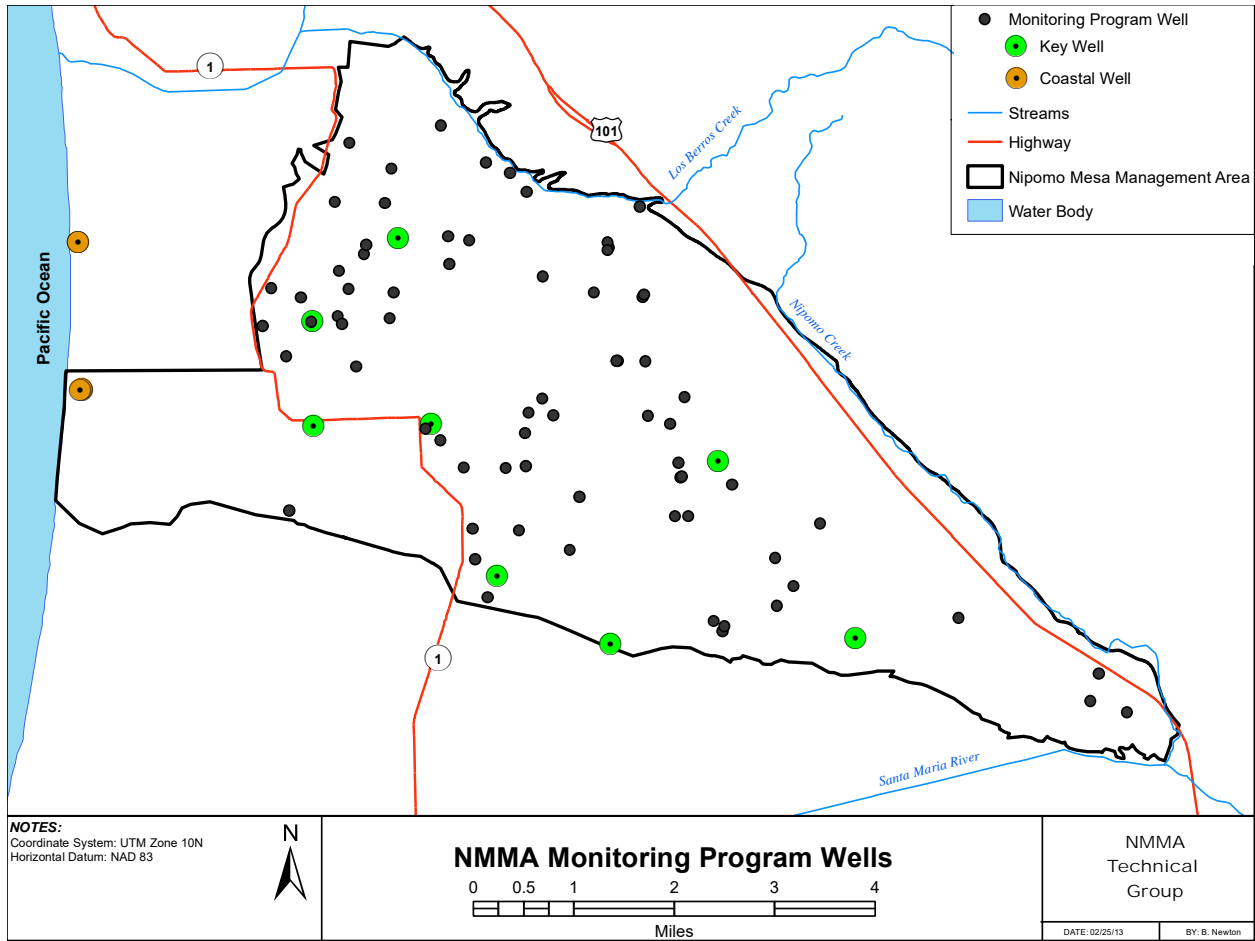 Monitoring Program Well
Key Well
Coastal Well
Streams
Highway
Nipomo Mesa Management Area
Water Body
1
101
Los Berros Creek
Pacific Ocean
Nipomo Creek
1
Santa Maria River
NOTES:
Coordinate System: UTM Zone 10N
Horizontal Datum: NAD 83
N
NMMA Monitoring Program Wells
0 0.5 1 2 3 4
Miles
NMMA
Technical
Group
DATE: 02/25/13
BY: B. Newton